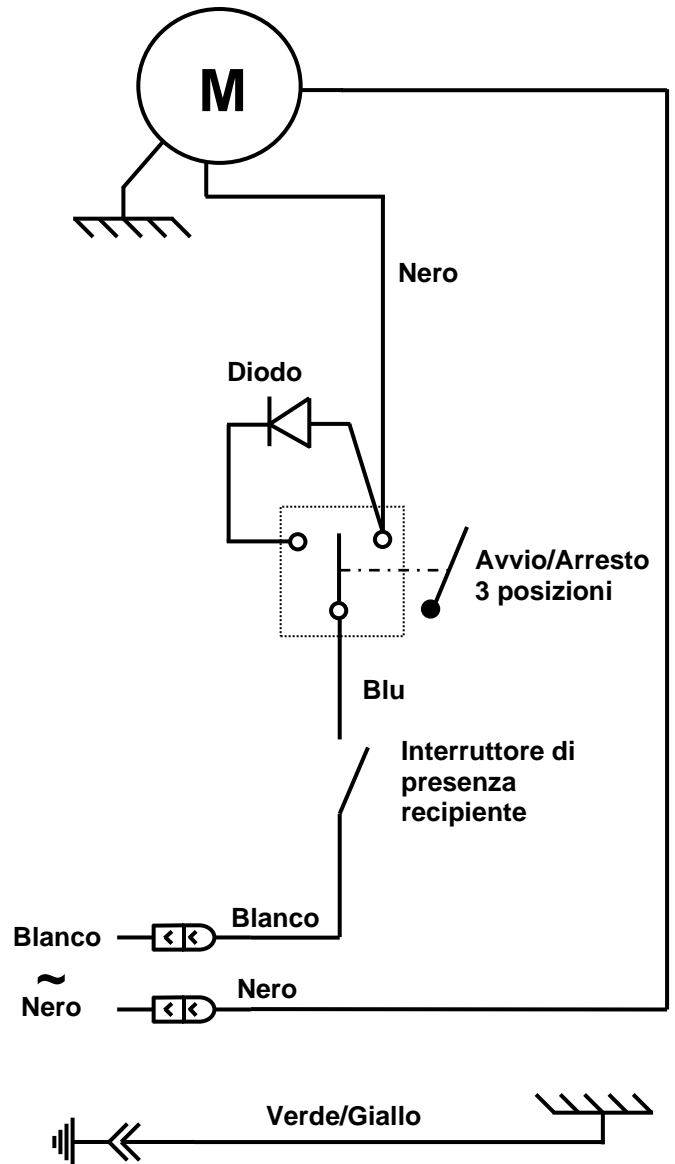 M
Nero
Diodo
Avvio/Arresto
3 posizioni
Blu
Interruttore di
presenza
recipiente
Blanco
Blanco
~
Nero
Nero
Verde/Giallo